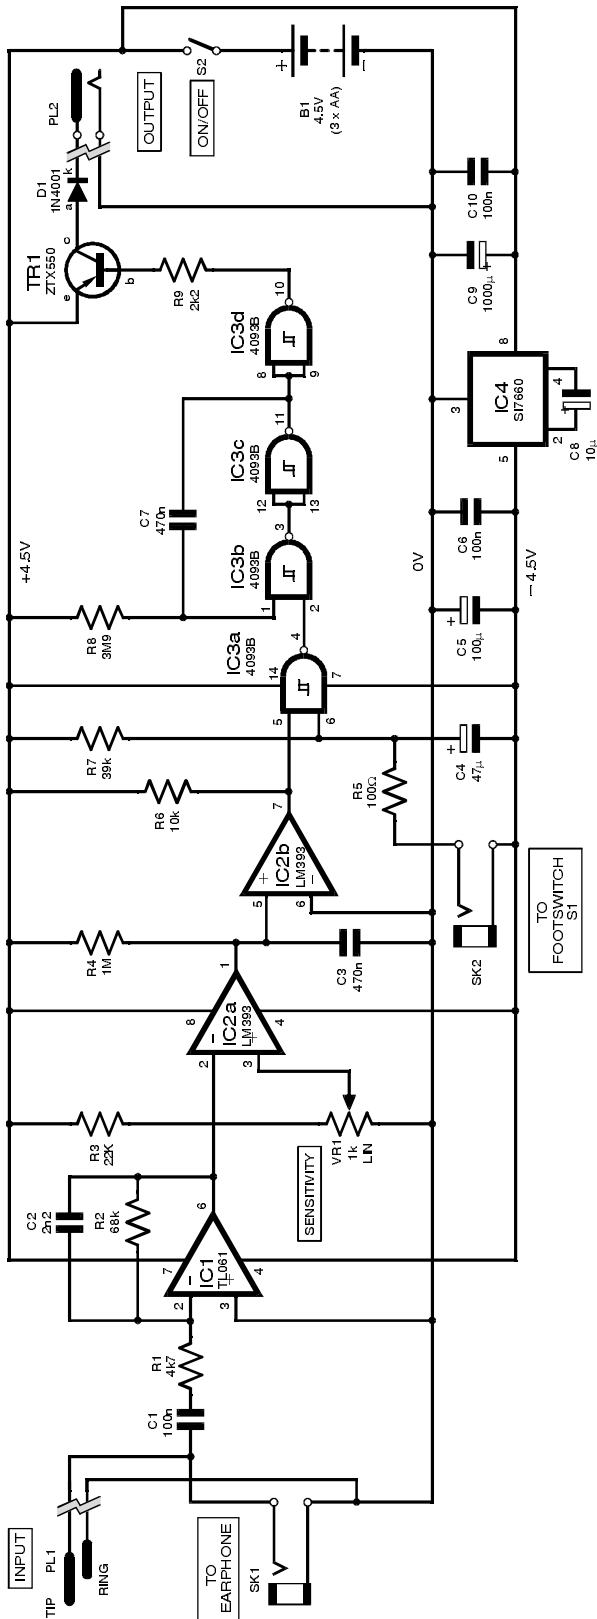 INPUT
TIP
PL1
RING
TO
EARPHONE
SK1
C1
100n
R1
4k7
C2
2n2
R2
68k
2
3
7
6
4
−
+
IC1
TL061
R3
22K
SENSITIVITY
VR1
1k
LIN
2
3
8
1
4
−
+
IC2a
LM393
R4
1M
C3
470n
5
6
7
+
−
IC2b
LM393
R6
10k
R7
39k
R5
100Ω
TO
FOOTSWITCH
S1
SK2
C4
47µ
+
5
6
14
7
4
IC3a
4093B
R8
3M9
1
2
3
IC3b
4093B
C7
470n
12
13
11
IC3c
4093B
8
9
10
IC3d
4093B
R9
2k2
TR1
ZTX550
e
b
c
D1
1N4001
a
k
PL2
OUTPUT
ON/OFF
S2
B1
4.5V
(3 x AA)
+
−
+4.5V
0V
−4.5V
C5
100µ
+
C6
100n
IC4
SI7660
3
5
8
2
4
C8
10µ
+
C9
1000µ
+
C10
100n